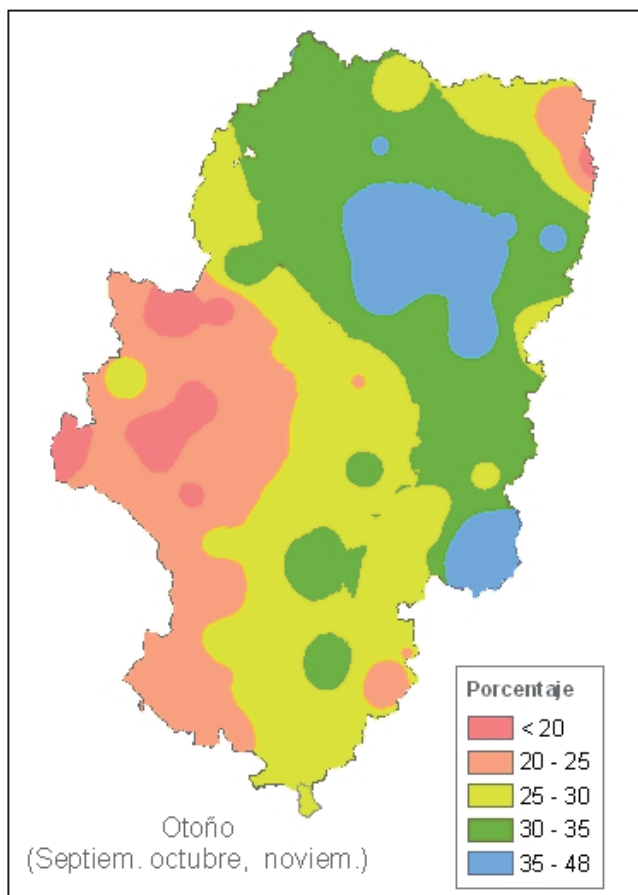 Porcentaje
< 20
20 - 25
25 - 30
30 - 35
35 - 48
Otoño
(Septiem. octubre, noviem.)